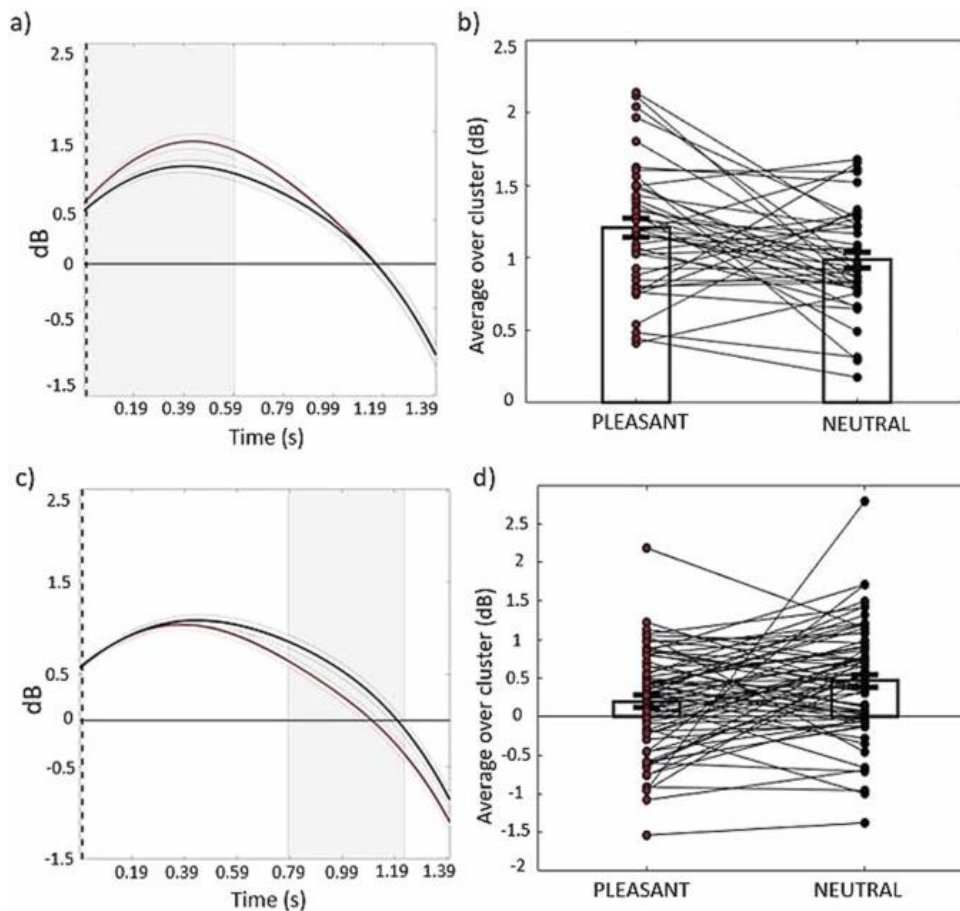 a)
2.5
1.5
0.5
0
-0.5
-1.5
dB
0.19 0.39 0.59 0.79 0.99 1.19 1.39
Time (s)
b)
2.5
2
1.5
1
0.5
0
Average over cluster (dB)
PLEASANT NEUTRAL
c)
2.5
1.5
0.5
0
-0.5
-1.5
dB
0.19 0.39 0.59 0.79 0.99 1.19 1.39
Time (s)
d)
2.5
2
1.5
1
0.5
0
-0.5
-1
-1.5
-2
Average over cluster (dB)
PLEASANT NEUTRAL